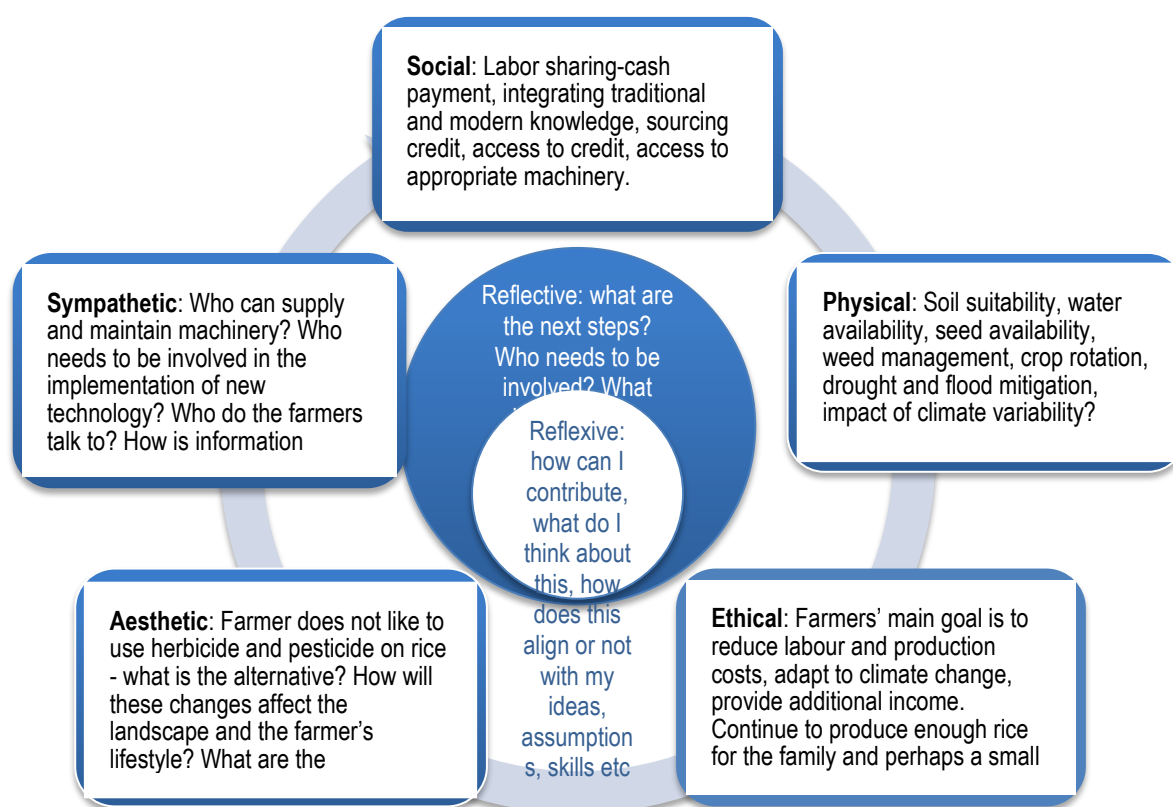 Social: Labor sharing-cash
payment, integrating traditional
and modern knowledge, sourcing
credit, access to credit, access to
appropriate machinery.
Physical: Soil suitability, water
availability, seed availability,
weed management, crop rotation,
drought and flood mitigation,
impact of climate variability?
Ethical: Farmers’ main goal is to
reduce labour and production
costs, adapt to climate change,
provide additional income.
Continue to produce enough rice
for the family and perhaps a small
Aesthetic: Farmer does not like to
use herbicide and pesticide on rice
- what is the alternative? How will
these changes affect the
landscape and the farmer’s
lifestyle? What are the
Sympathetic: Who can supply
and maintain machinery? Who
needs to be involved in the
implementation of new
technology? Who do the farmers
talk to? How is information
Reflective: what are
the next steps?
Who needs to be
involved? What
Reflexive:
how can I
contribute,
what do I
think about
this, how
does this
align or not
with my
ideas,
assumption
s, skills etc